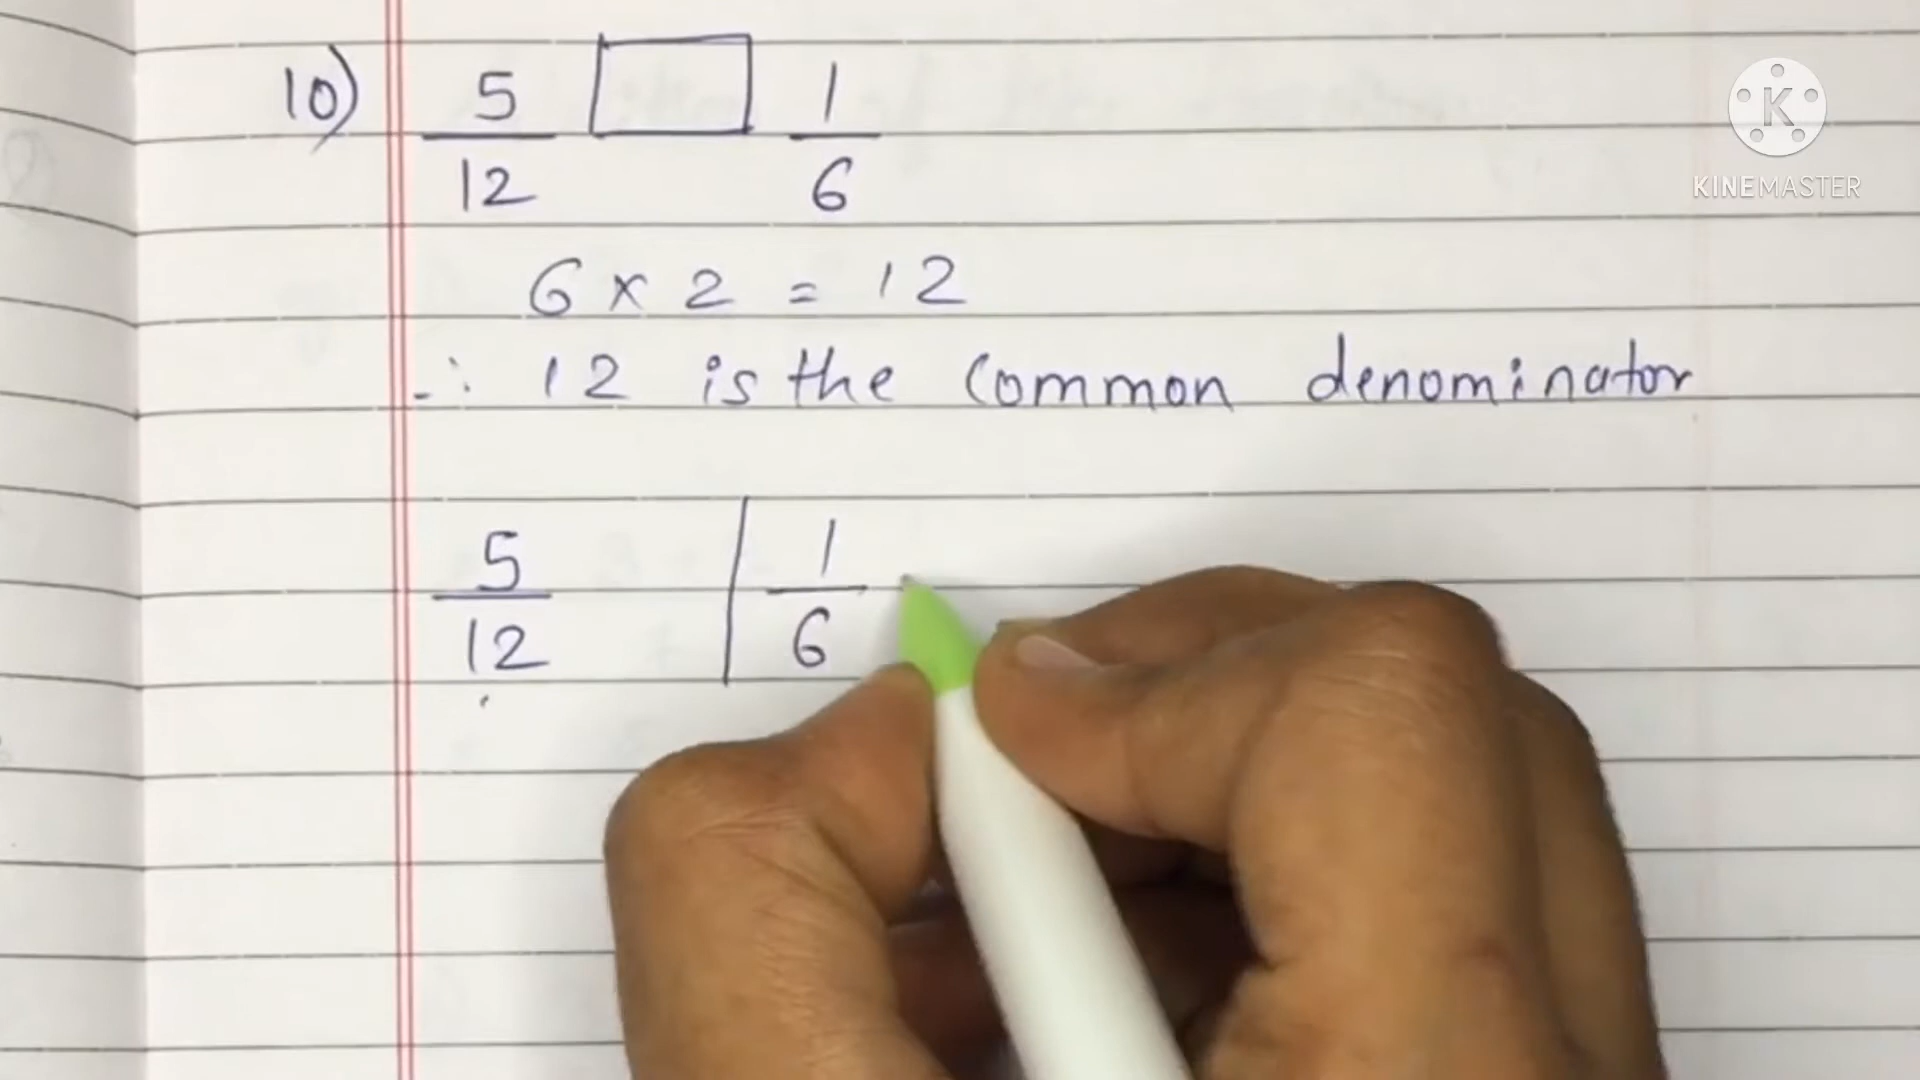 10) 5/12 □ 1/6
6 × 2 = 12
∴ 12 is the common denominator
5/12 | 1/6
K
KINEMASTER